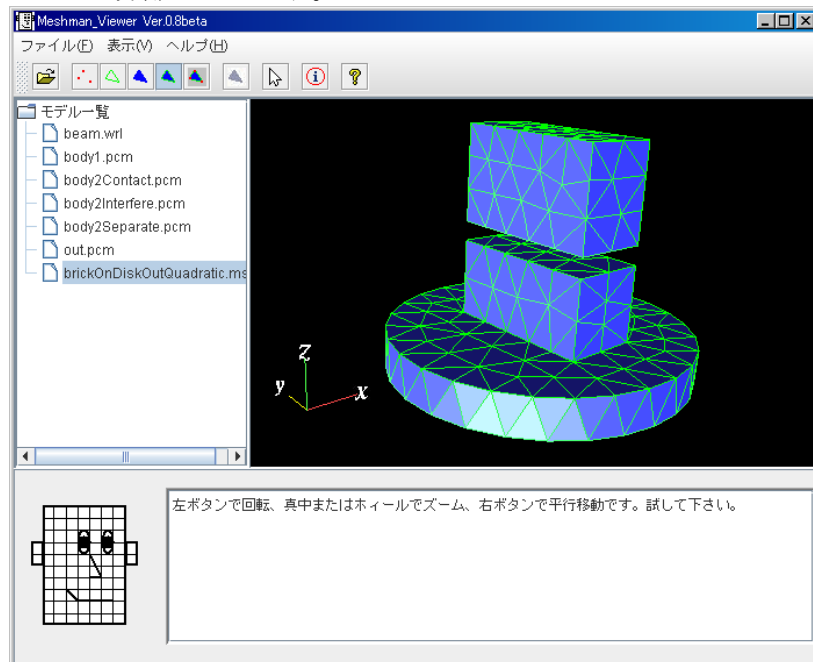 Meshman_Viewer Ver.0.8beta
ファイル(F) 表示(V) ヘルプ(H)
モデル一覧
beam.wrl
body1.pcm
body2Contact.pcm
body2Interfere.pcm
body2Separate.pcm
out.pcm
brickOnDiskOutQuadratic.ms
z
y
x
左ボタンで回転、真中またはホィールでズーム、右ボタンで平行移動です。試して下さい。